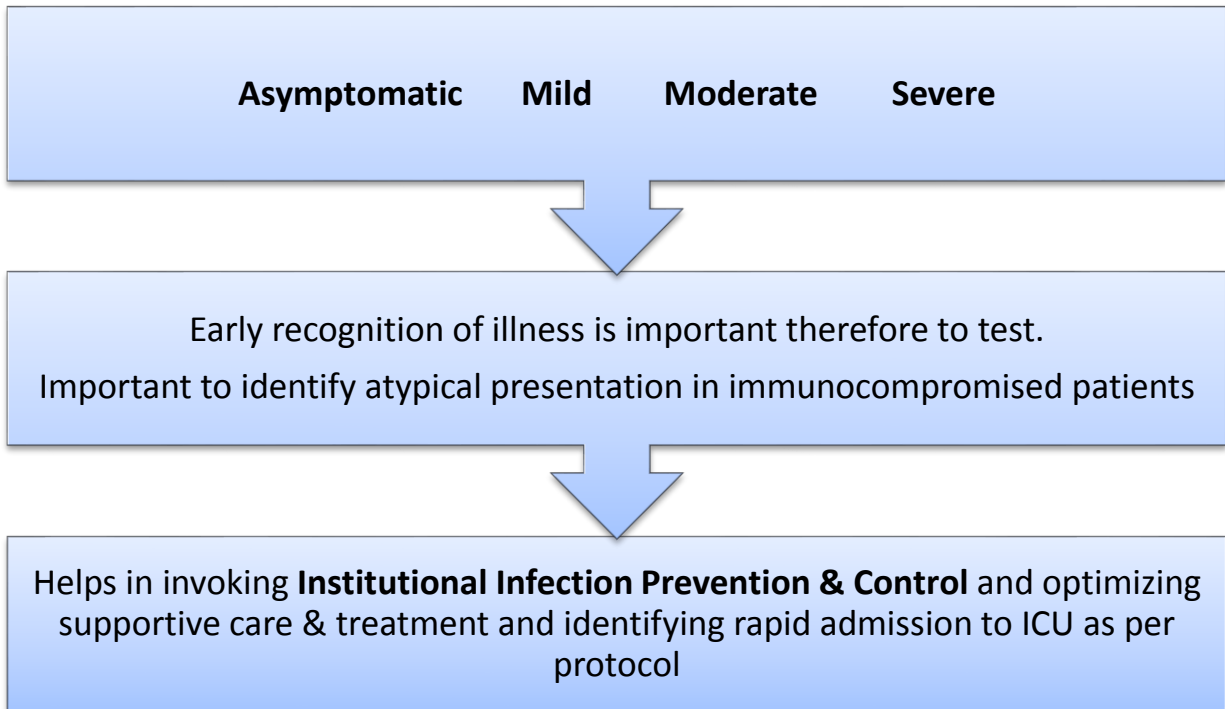 Asymptomatic Mild Moderate Severe
Early recognition of illness is important therefore to test.
Important to identify atypical presentation in immunocompromised patients
Helps in invoking Institutional Infection Prevention & Control and optimizing
supportive care & treatment and identifying rapid admission to ICU as per
protocol